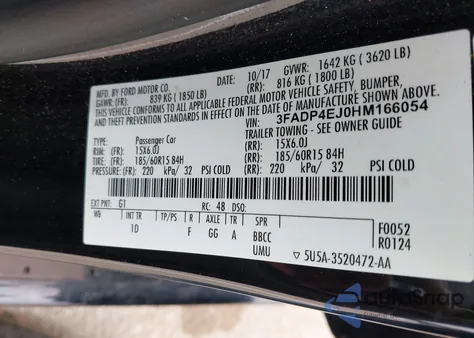 MFD. BY FORD MOTOR CO.
10/17 GVWR: 1642 KG ( 3620 LB)
GAWR: (FR): 839 KG ( 1850 LB) (RR): 816 KG ( 1800 LB)
THIS VEHICLE CONFORMS TO ALL APPLICABLE FEDERAL MOTOR VEHICLE SAFETY, BUMPER,
AND THEFT PREVENTION STANDARDS IN EFFECT ON THE DATE OF MANUFACTURE SHOWN ABOVE.
VIN: 3FADP4EJ0HM166054
TRAILER TOWING - SEE OWNER GUIDE
TYPE: Passenger Car
RIM: (FR): 15X6.0J (RR): 15X6.0J
TIRE: (FR): 185/60R15 84H (RR): 185/60R15 84H
PRESSURE: (FR): 220 kPa/ 32 PSI COLD (RR): 220 kPa/ 32 PSI COLD
EXT PNT: G1 RC: 48 DSO:
WB INT TR TP/PS R AXLE TR SPR
1D F GG A BBCC
UMU
F0052
R0124
5U5A-3520472-AA
AutoSnap